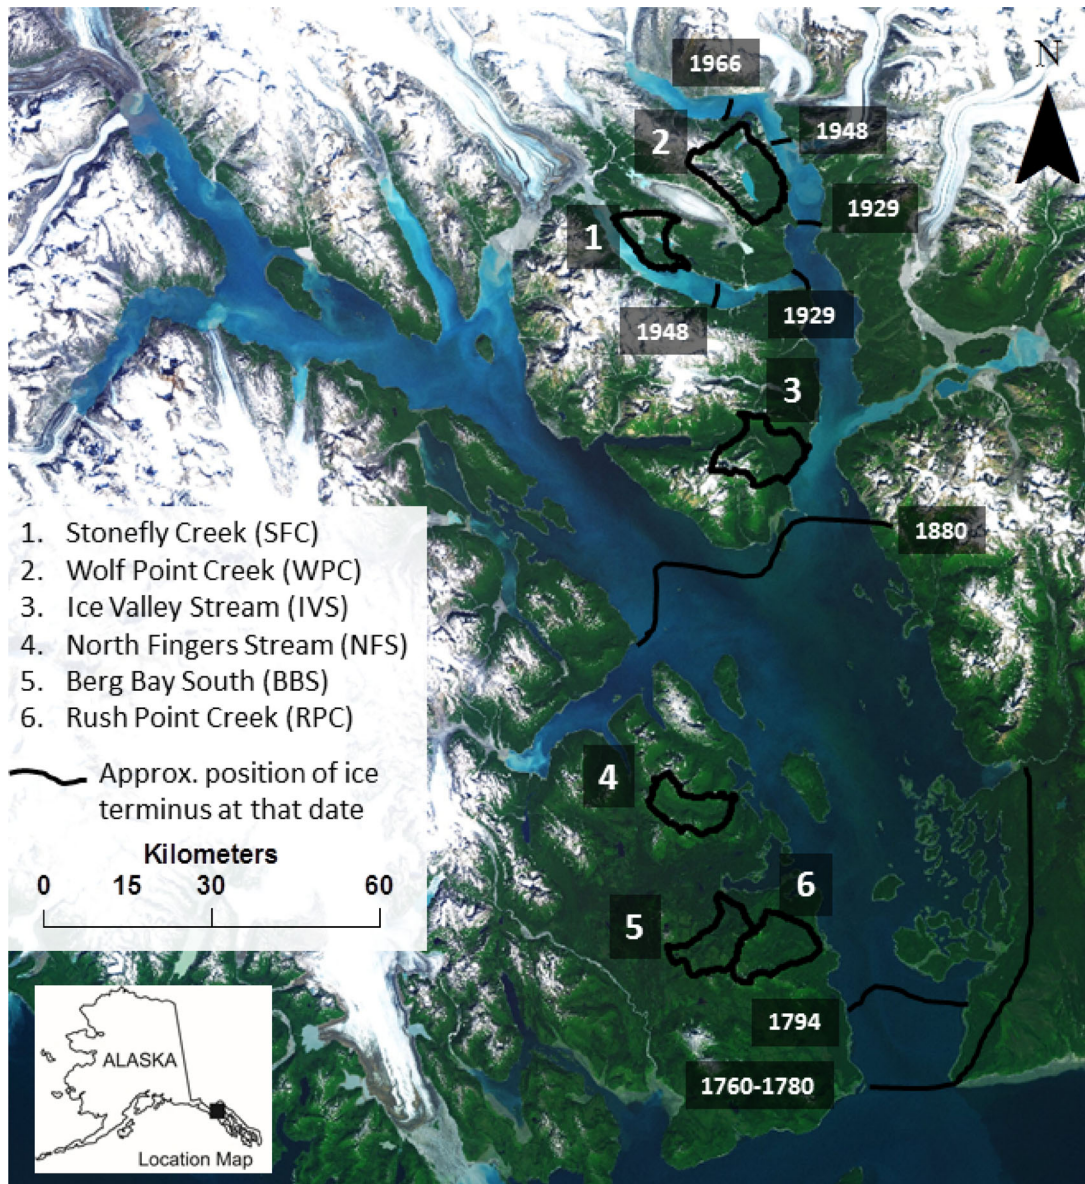 N
1966
2
1948
1929
1
1929
1948
3
1880
1. Stonefly Creek (SFC)
2. Wolf Point Creek (WPC)
3. Ice Valley Stream (IVS)
4. North Fingers Stream (NFS)
5. Berg Bay South (BBS)
6. Rush Point Creek (RPC)
Approx. position of ice
terminus at that date
Kilometers
0 15 30 60
4
6
5
1794
1760-1780
ALASKA
Location Map